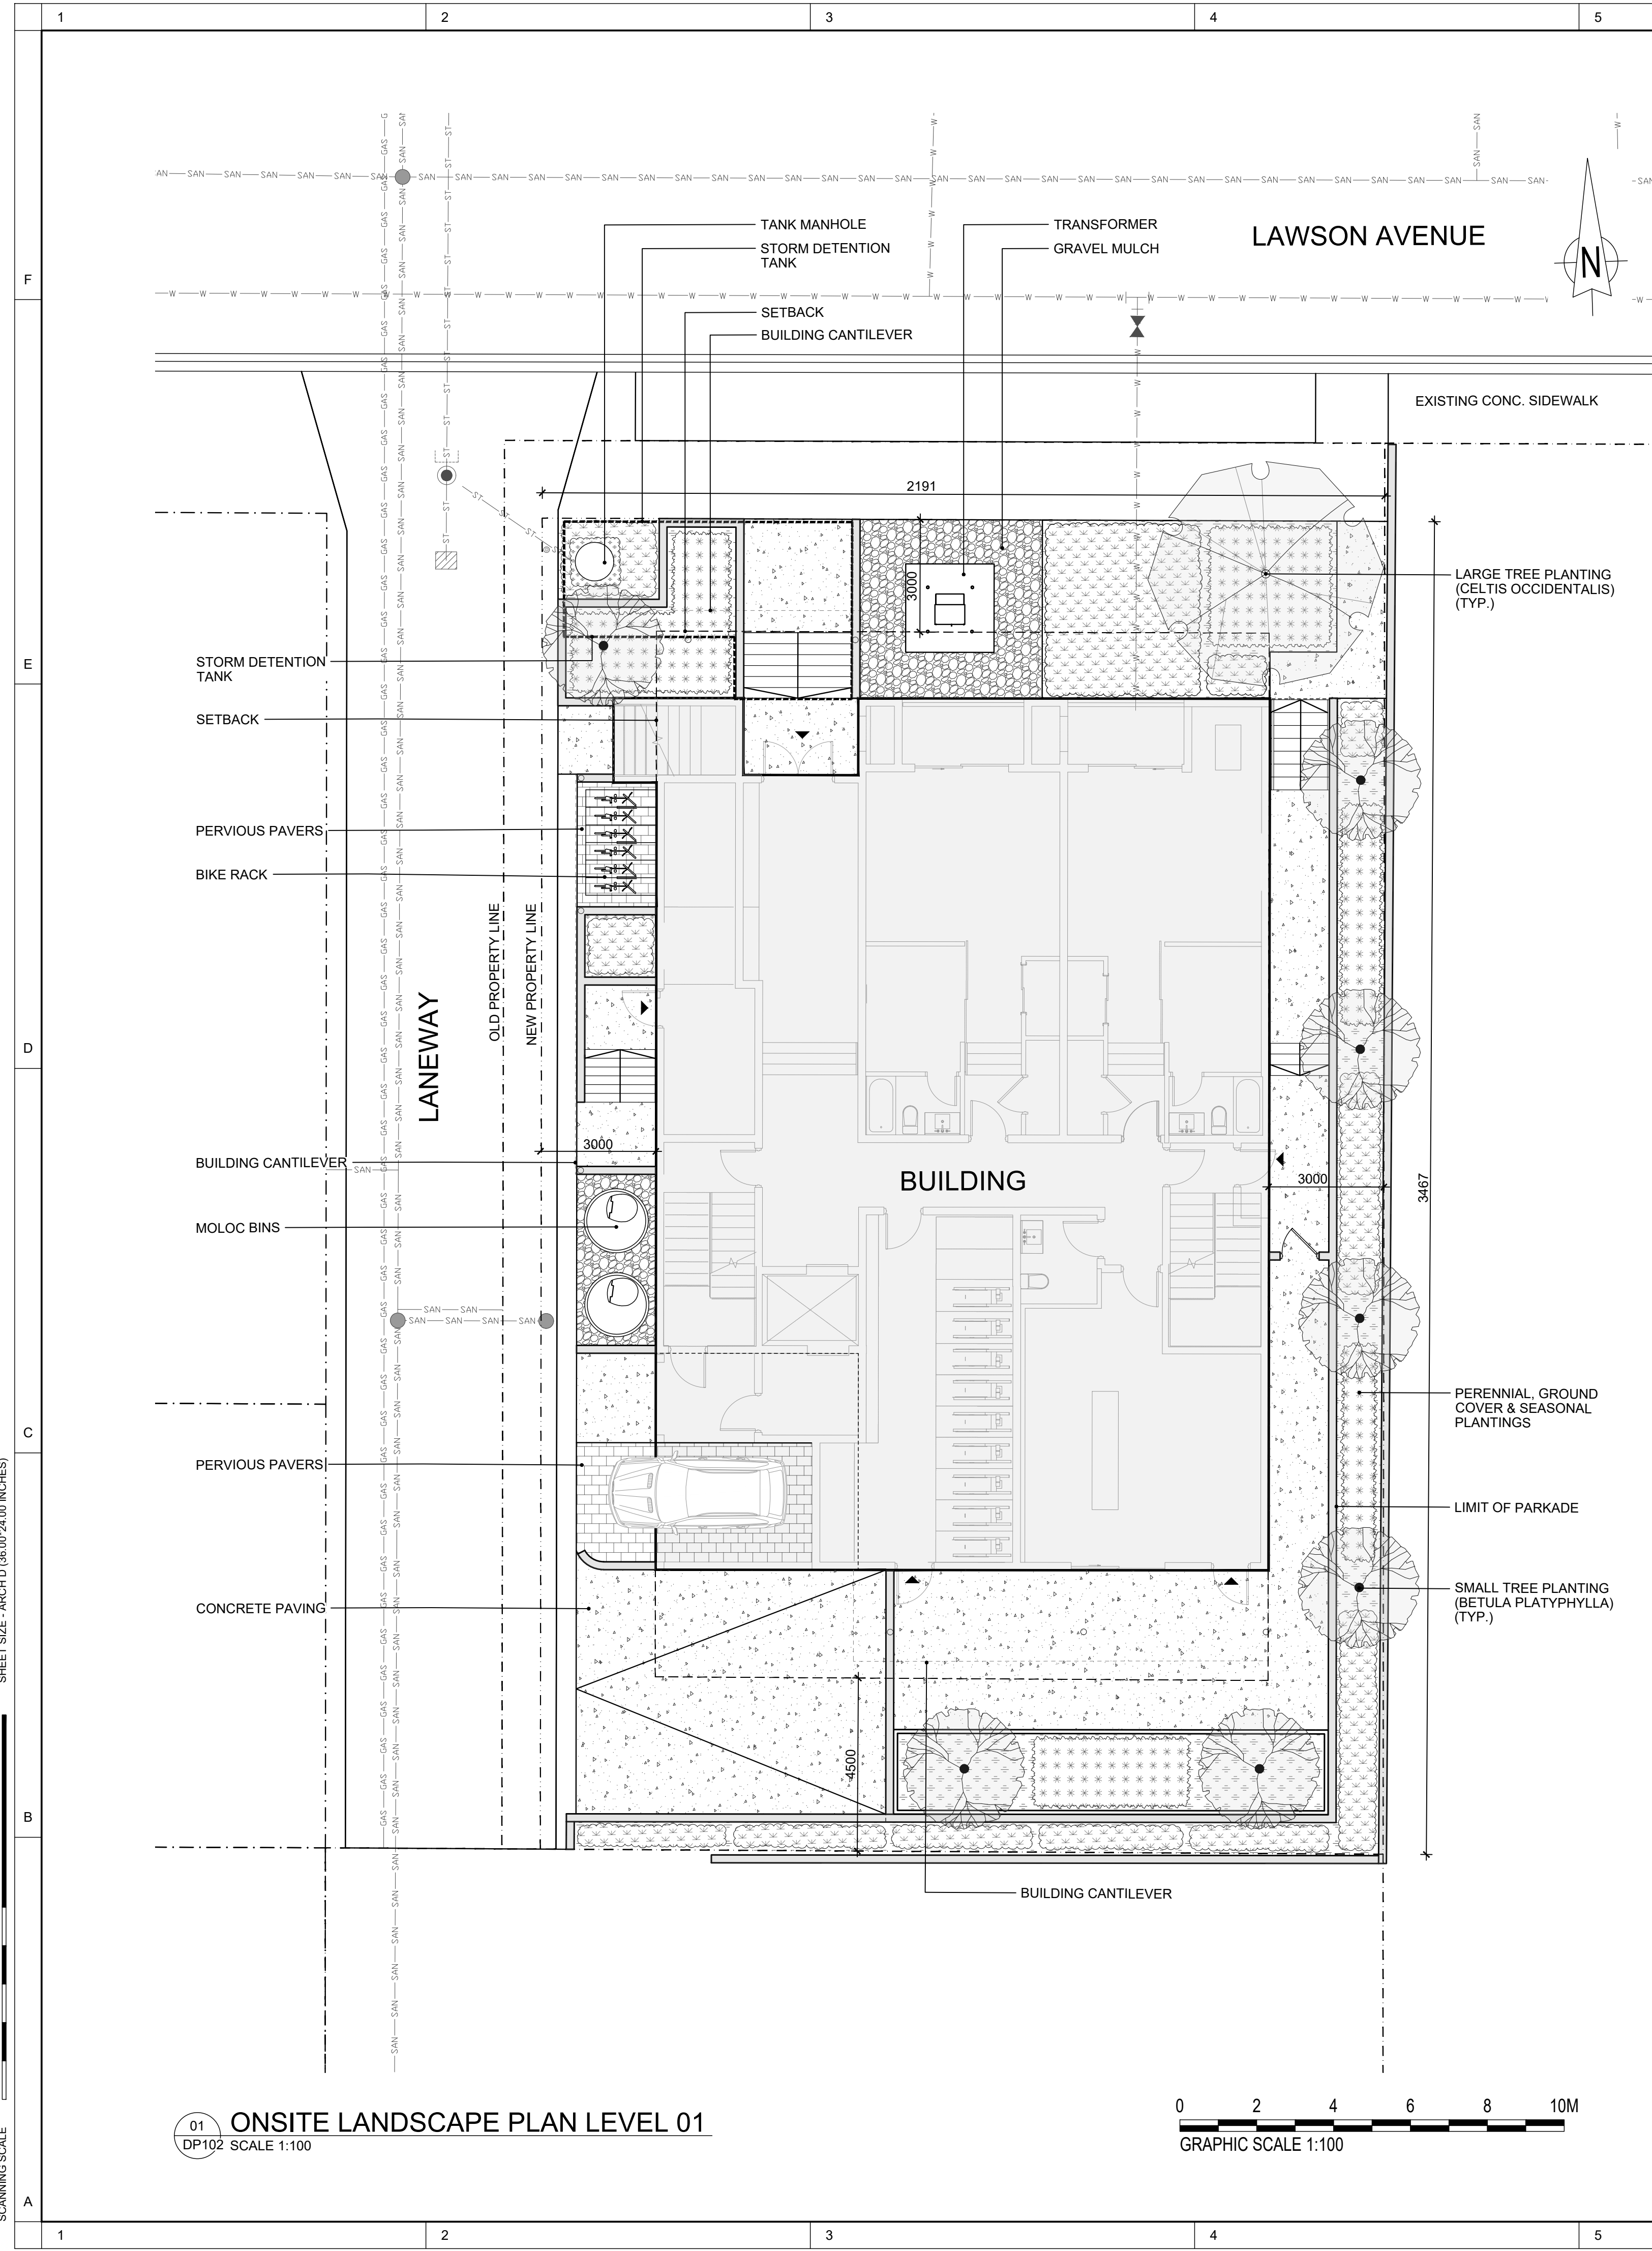 1
2
3
4
5
F
E
D
C
B
A
LAWSON AVENUE
N
TANK MANHOLE
STORM DETENTION
TANK
SETBACK
BUILDING CANTILEVER
TRANSFORMER
GRAVEL MULCH
EXISTING CONC. SIDEWALK
2191
3000
LARGE TREE PLANTING
(CELTIS OCCIDENTALIS)
(TYP.)
STORM DETENTION
TANK
SETBACK
PERVIOUS PAVERS
BIKE RACK
OLD PROPERTY LINE
NEW PROPERTY LINE
LANEWAY
3000
BUILDING CANTILEVER
BUILDING
3000
3467
MOLOC BINS
PERENNIAL, GROUND
COVER & SEASONAL
PLANTINGS
PERVIOUS PAVERS
LIMIT OF PARKADE
CONCRETE PAVING
SMALL TREE PLANTING
(BETULA PLATYPHYLLA)
(TYP.)
4500
BUILDING CANTILEVER
01
DP102
ONSITE LANDSCAPE PLAN LEVEL 01
SCALE 1:100
0 2 4 6 8 10M
GRAPHIC SCALE 1:100
SCANNING SCALE
1
2
3
4
5